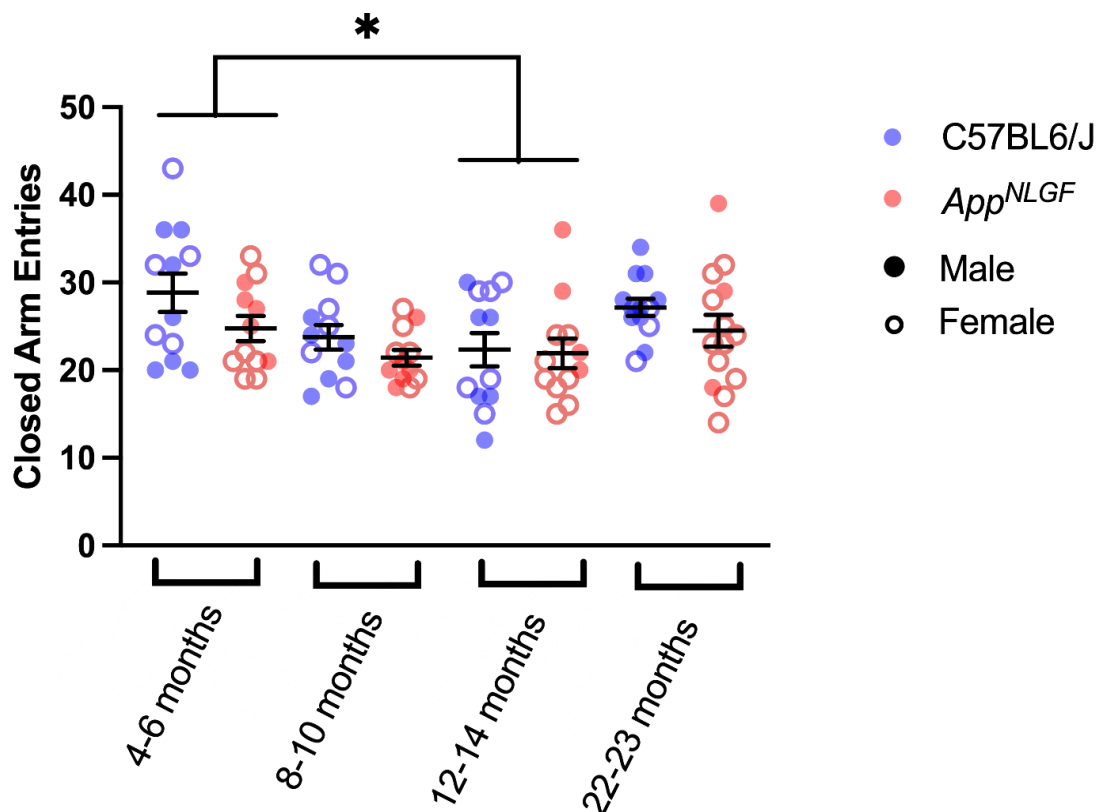 *
50
40
30
20
10
0
Closed Arm Entries
4-6 months
8-10 months
12-14 months
22-23 months
C57BL6/J
App^NLGF
Male
Female